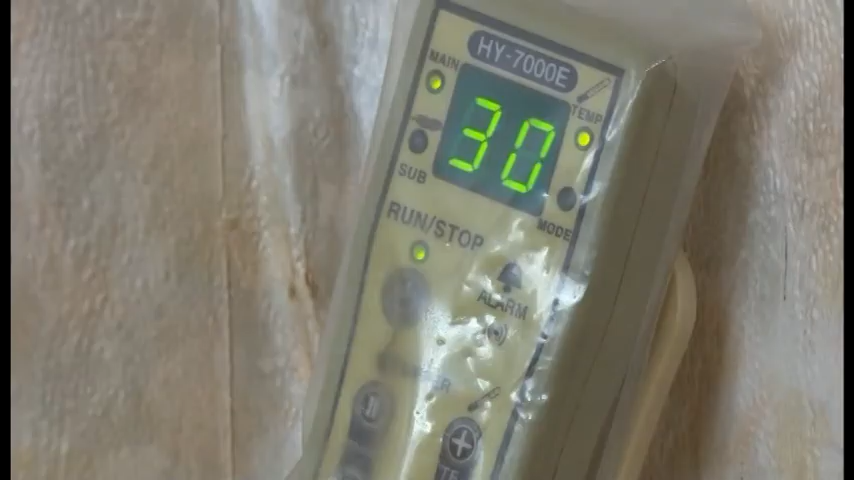 HY-7000E
MAIN
TEMP
30
SUB
MODE
RUN/STOP
ALARM